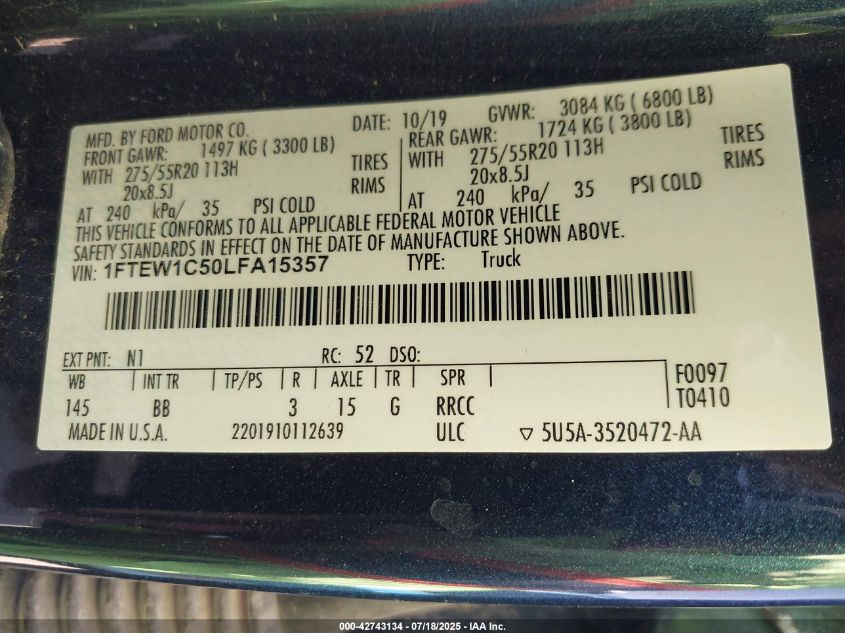 MFD. BY FORD MOTOR CO. DATE: 10/19 GVWR: 3084 KG ( 6800 LB)
FRONT GAWR: 1497 KG ( 3300 LB) REAR GAWR: 1724 KG ( 3800 LB)
WITH 275/55R20 113H TIRES WITH 275/55R20 113H TIRES
20x8.5J RIMS 20x8.5J RIMS
AT 240 kPa/ 35 PSI COLD AT 240 kPa/ 35 PSI COLD
THIS VEHICLE CONFORMS TO ALL APPLICABLE FEDERAL MOTOR VEHICLE
SAFETY STANDARDS IN EFFECT ON THE DATE OF MANUFACTURE SHOWN ABOVE.
VIN: 1FTEW1C50LFA15357 TYPE: Truck
EXT PNT: N1 RC: 52 DSO:
WB INT TR TP/PS R AXLE TR SPR F0097
145 BB 3 15 G RRCC T0410
MADE IN U.S.A. 2201910112639 ULC ▽ 5U5A-3520472-AA
000-42743134 - 07/18/2025 - IAA Inc.